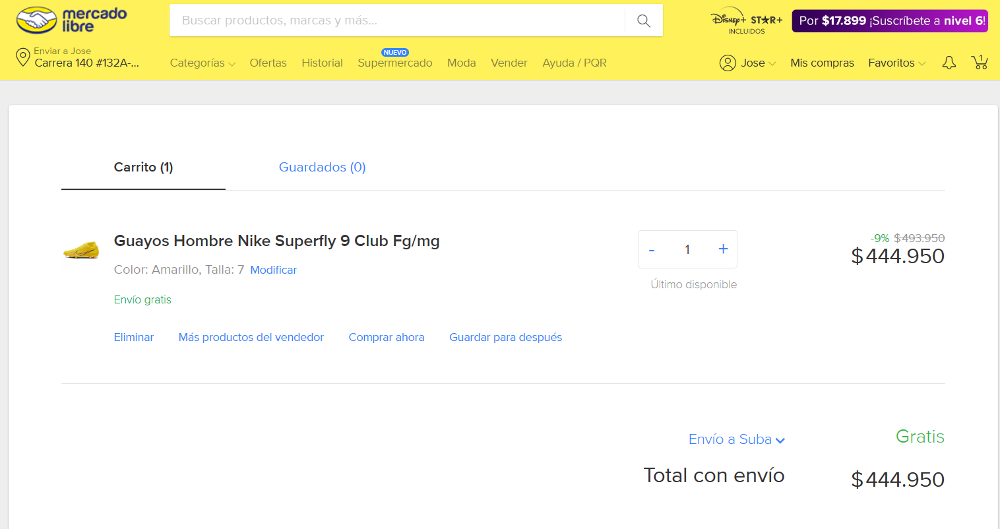 mercado
libre
Buscar productos, marcas y más...
Disney+ STAR+
INCLUIDOS
Por $17.899 ¡Suscríbete a nivel 6!
Enviar a Jose
Carrera 140 #132A-...
Categorías
Ofertas
Historial
NUEVO
Supermercado
Moda
Vender
Ayuda / PQR
Jose
Mis compras
Favoritos
1
Carrito (1)
Guardados (0)
Guayos Hombre Nike Superfly 9 Club Fg/mg
Color: Amarillo, Talla: 7 Modificar
Envío gratis
Eliminar
Más productos del vendedor
Comprar ahora
Guardar para después
- 1 +
Último disponible
-9% $493.950
$444.950
Envío a Suba
Gratis
Total con envío
$444.950